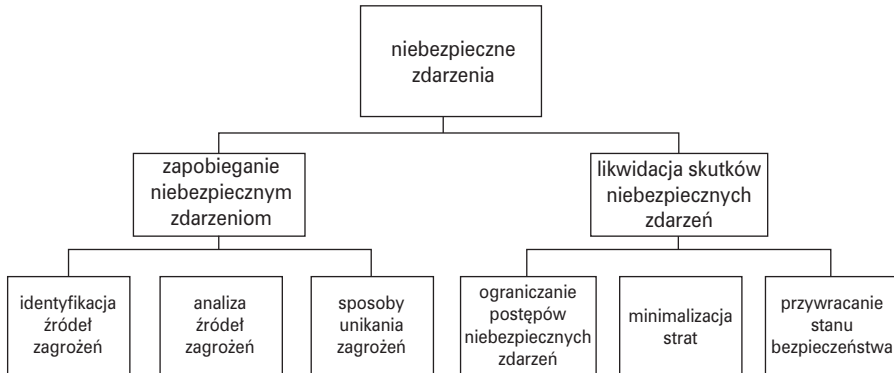 niebezpieczne
zdarzenia
zapobieganie
niebezpiecznym
zdarzeniom
likwidacja skutków
niebezpiecznych
zdarzeń
identyfikacja
źródeł
zagrożeń
analiza
źródeł
zagrożeń
sposoby
unikania
zagrożeń
ograniczanie
postępów
niebezpiecznych
zdarzeń
minimalizacja
strat
przywracanie
stanu
bezpieczeństwa